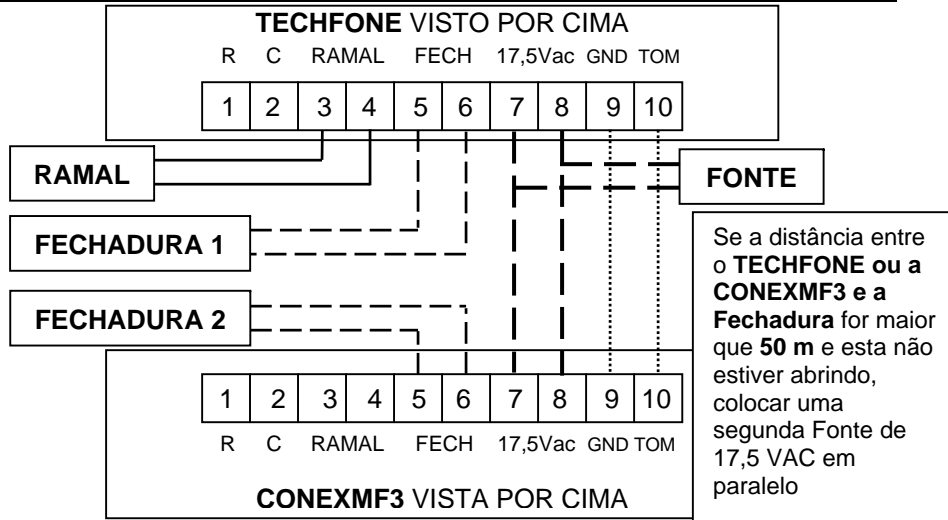 TECHFONE VISTO POR CIMA
R C RAMAL FECH 17,5Vac GND TOM
1 2 3 4 5 6 7 8 9 10
RAMAL
FONTE
FECHADURA 1
FECHADURA 2
Se a distância entre
o TECHFONE ou a
CONEXMF3 e a
Fechadura for maior
que 50 m e esta não
estiver abrindo,
colocar uma
segunda Fonte de
17,5 VAC em
paralelo
1 2 3 4 5 6 7 8 9 10
R C RAMAL FECH 17,5Vac GND TOM
CONEXMF3 VISTA POR CIMA